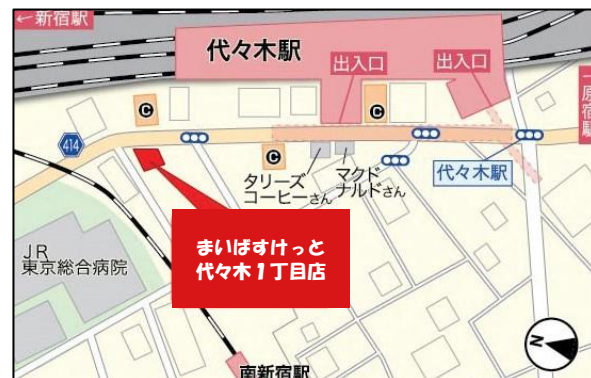 ←新宿駅
代々木駅
出入口
出入口
→原宿駅
C
C
C
414
代々木駅
タリーズ
コーヒーさん
マクド
ナルドさん
まいばすけっと
代々木1丁目店
JR
東京総合病院
南新宿駅
N